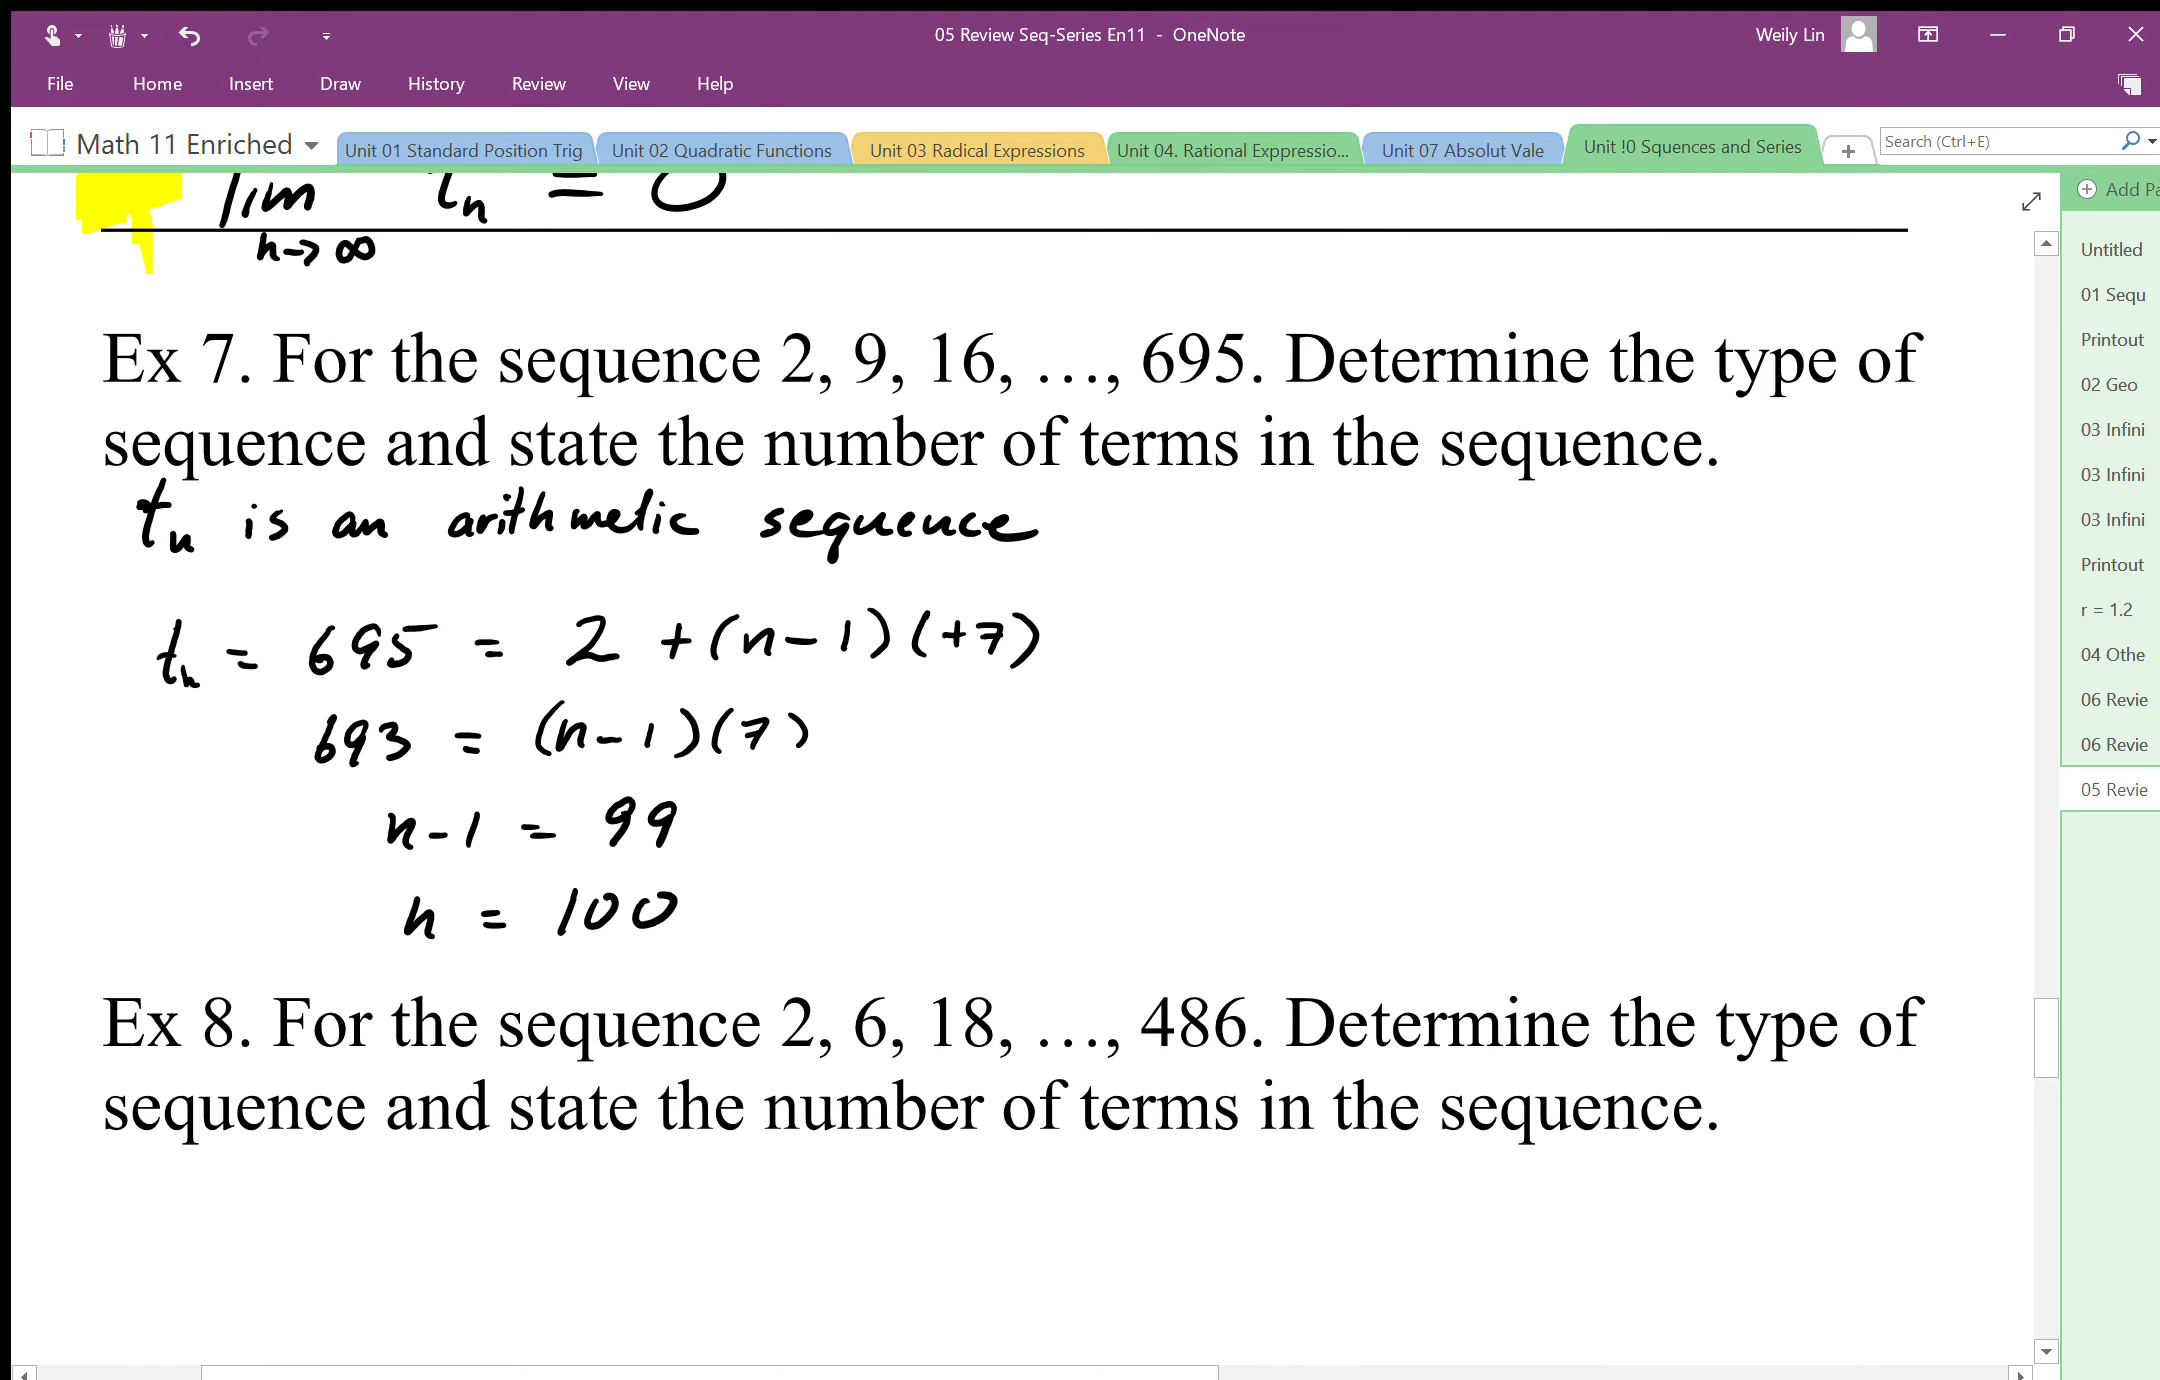 05 Review Seq-Series En11 - OneNote
Weily Lin
File Home Insert Draw History Review View Help
Math 11 Enriched
Unit 01 Standard Position Trig
Unit 02 Quadratic Functions
Unit 03 Radical Expressions
Unit 04. Rational Exppressio...
Unit 07 Absolut Vale
Unit !0 Squences and Series
+
Search (Ctrl+E)
lim tn = 0
n→∞
Ex 7. For the sequence 2, 9, 16, …, 695. Determine the type of
sequence and state the number of terms in the sequence.
tn is an arithmetic sequence
tn = 695 = 2 + (n-1)(+7)
693 = (n-1)(7)
n-1 = 99
n = 100
Ex 8. For the sequence 2, 6, 18, …, 486. Determine the type of
sequence and state the number of terms in the sequence.
Add Pa
Untitled
01 Sequ
Printout
02 Geo
03 Infini
03 Infini
03 Infini
Printout
r = 1.2
04 Othe
06 Revie
06 Revie
05 Revie